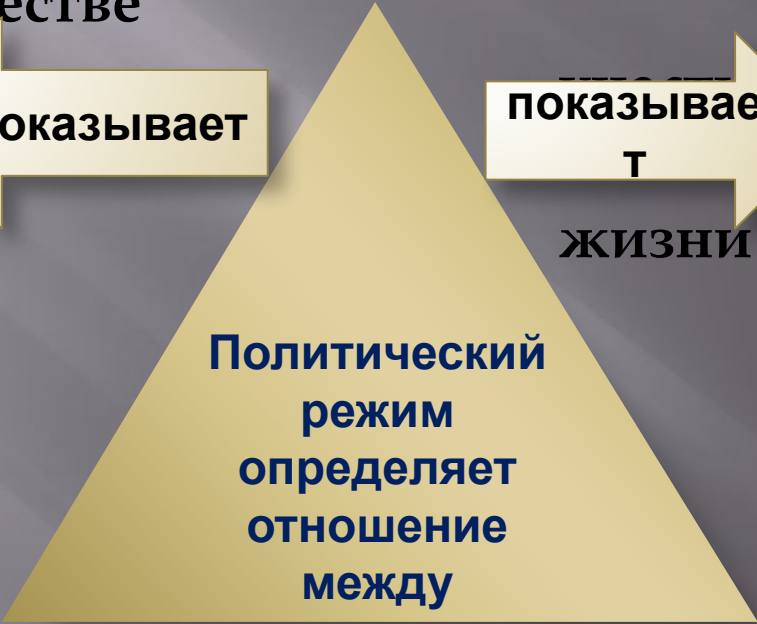 естве
оказывает
показывае
т
жизни
Политический
режим
определяет
отношение
между